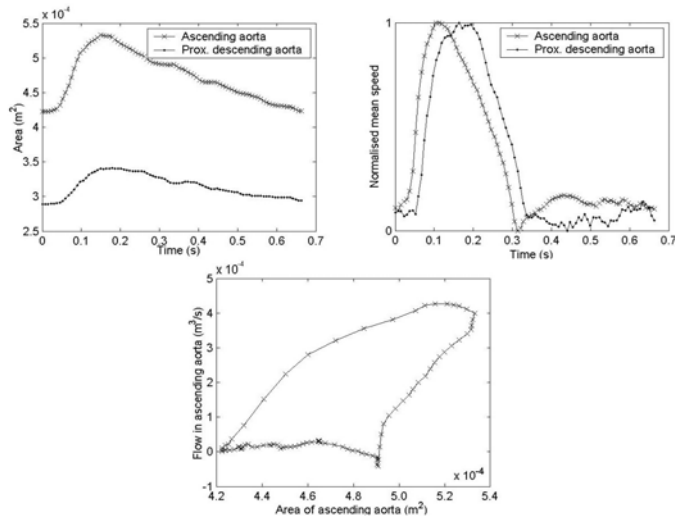 x 10⁻⁴
5.5
5
4.5
4
3.5
3
2.5
Area (m²)
Ascending aorta
Prox. descending aorta
0 0.1 0.2 0.3 0.4 0.5 0.6 0.7
Time (s)
1
0
Normalised mean speed
Ascending aorta
Prox. descending aorta
0 0.1 0.2 0.3 0.4 0.5 0.6 0.7
Time (s)
x 10⁻⁴
5
4
3
2
1
0
-1
Flow in ascending aorta (m³/s)
4.2 4.4 4.6 4.8 5.0 5.2 5.4
x 10⁻⁴
Area of ascending aorta (m²)